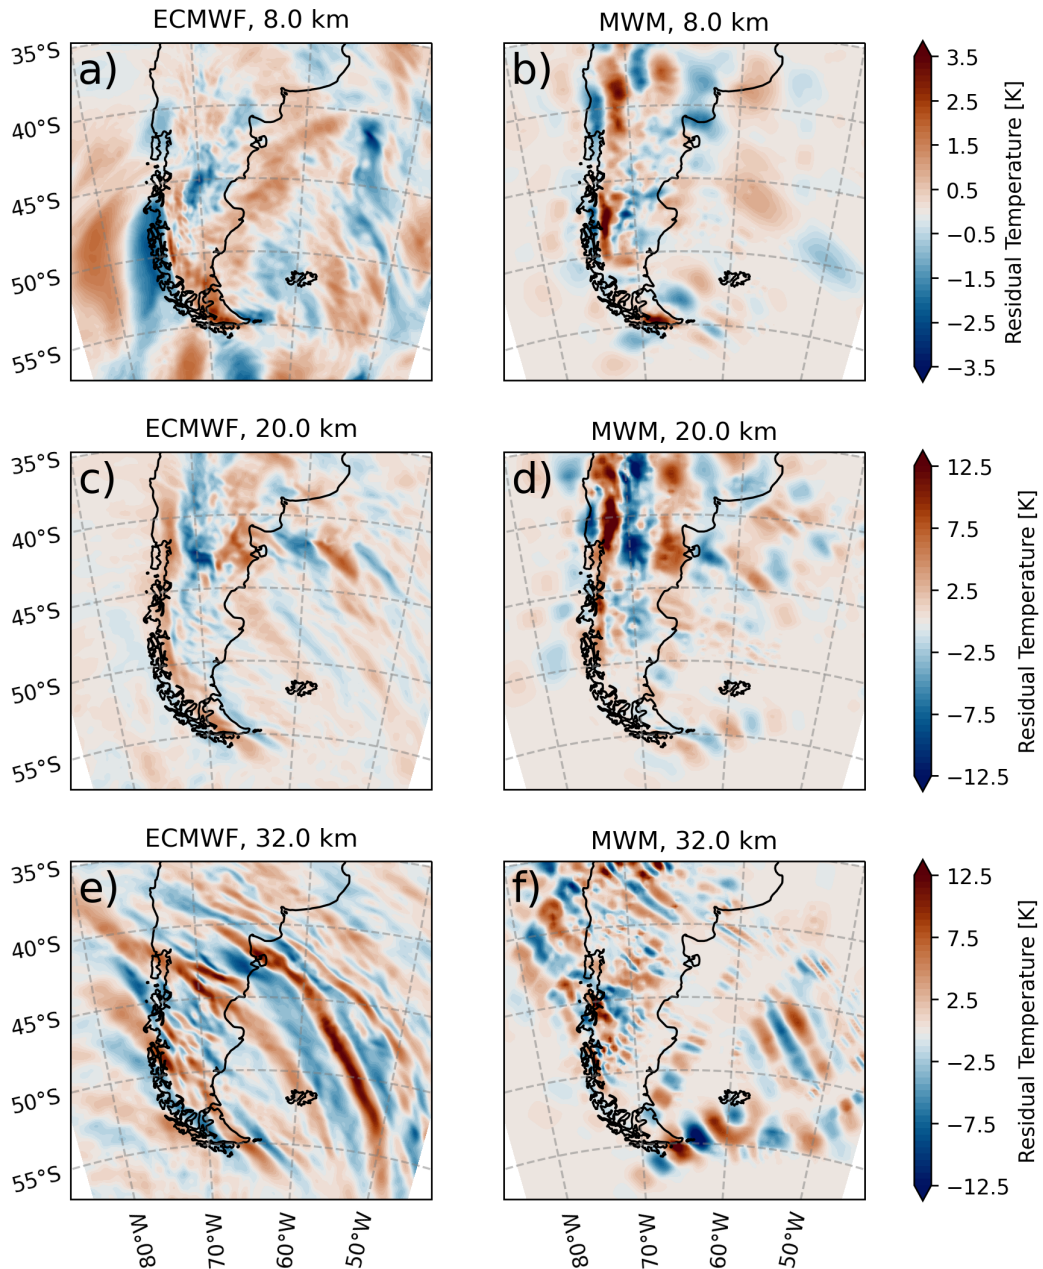 ECMWF, 8.0 km
MWM, 8.0 km
a)
b)
35°S
40°S
45°S
50°S
55°S
3.5
2.5
1.5
0.5
−0.5
−1.5
−2.5
−3.5
Residual Temperature [K]
ECMWF, 20.0 km
MWM, 20.0 km
c)
d)
35°S
40°S
45°S
50°S
55°S
12.5
7.5
2.5
−2.5
−7.5
−12.5
Residual Temperature [K]
ECMWF, 32.0 km
MWM, 32.0 km
e)
f)
35°S
40°S
45°S
50°S
55°S
12.5
7.5
2.5
−2.5
−7.5
−12.5
Residual Temperature [K]
80°W
70°W
60°W
50°W
80°W
70°W
60°W
50°W